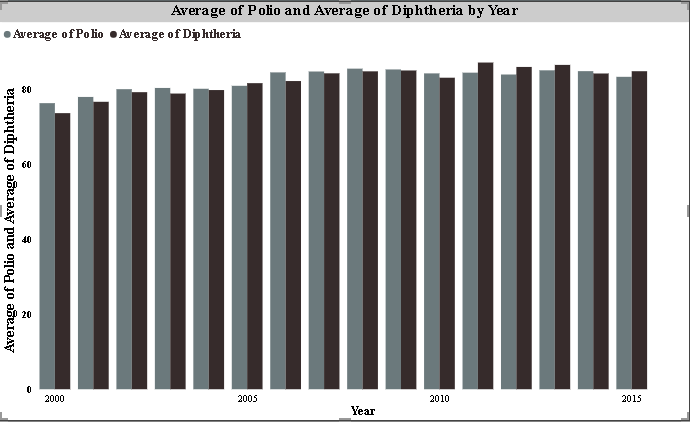 Average of Polio and Average of Diphtheria by Year
Average of Polio Average of Diphtheria
Average of Polio and Average of Diphtheria
80
60
40
20
0
2000 2005 2010 2015
Year